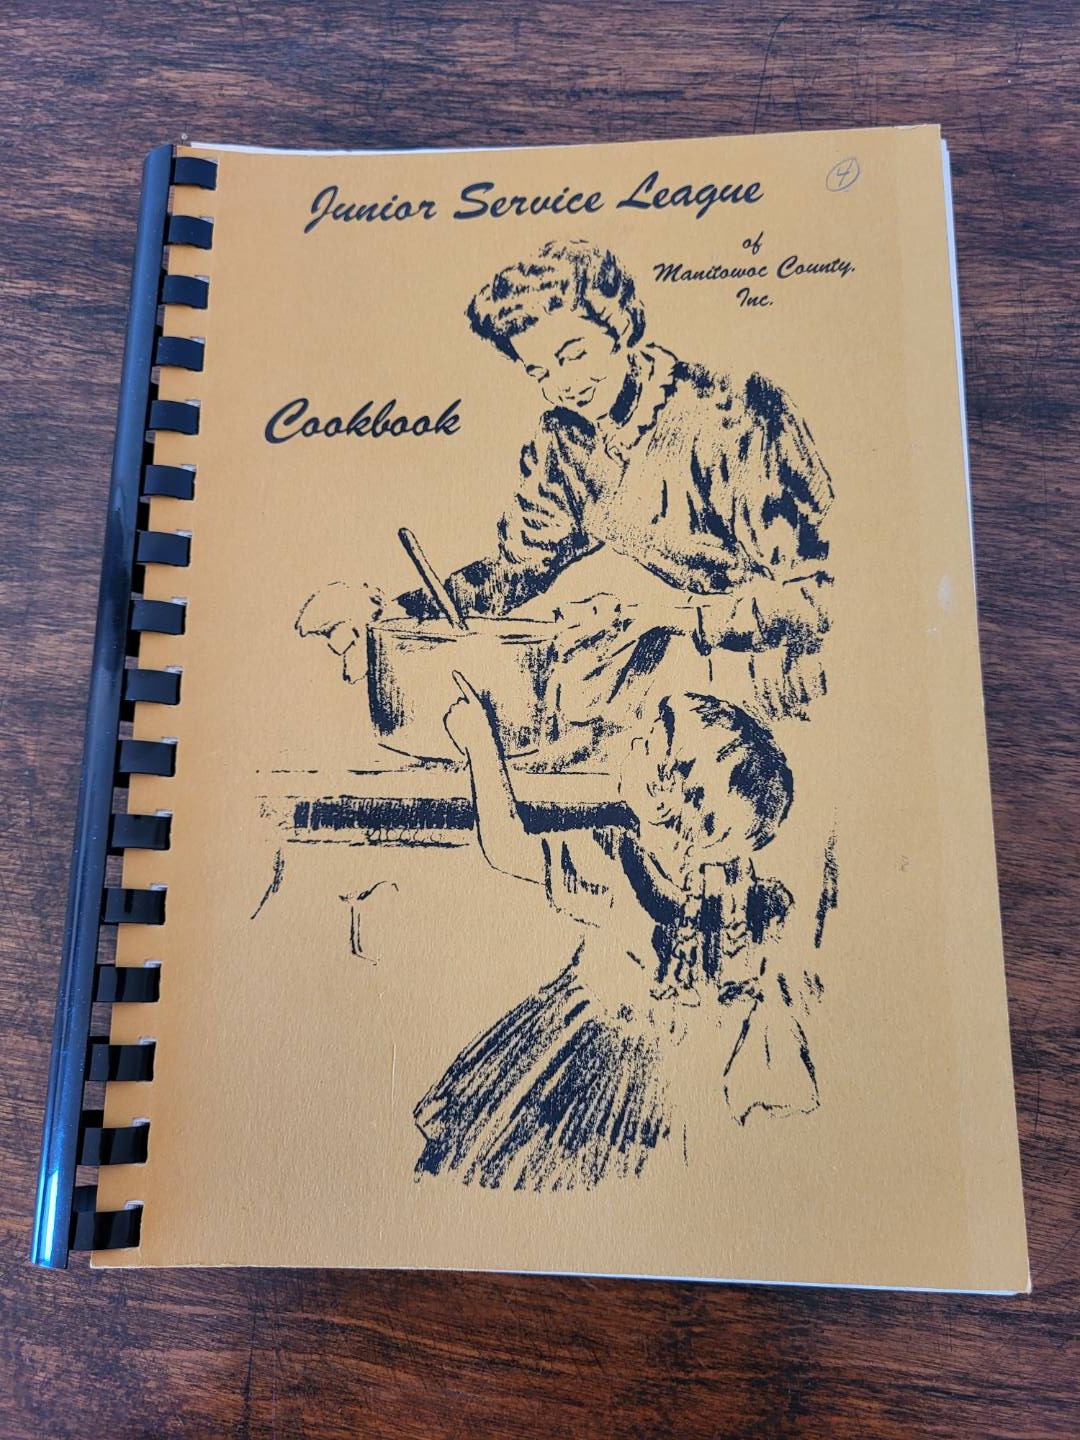 Junior Service League
4
of
Manitowoc County.
Inc.
Cookbook